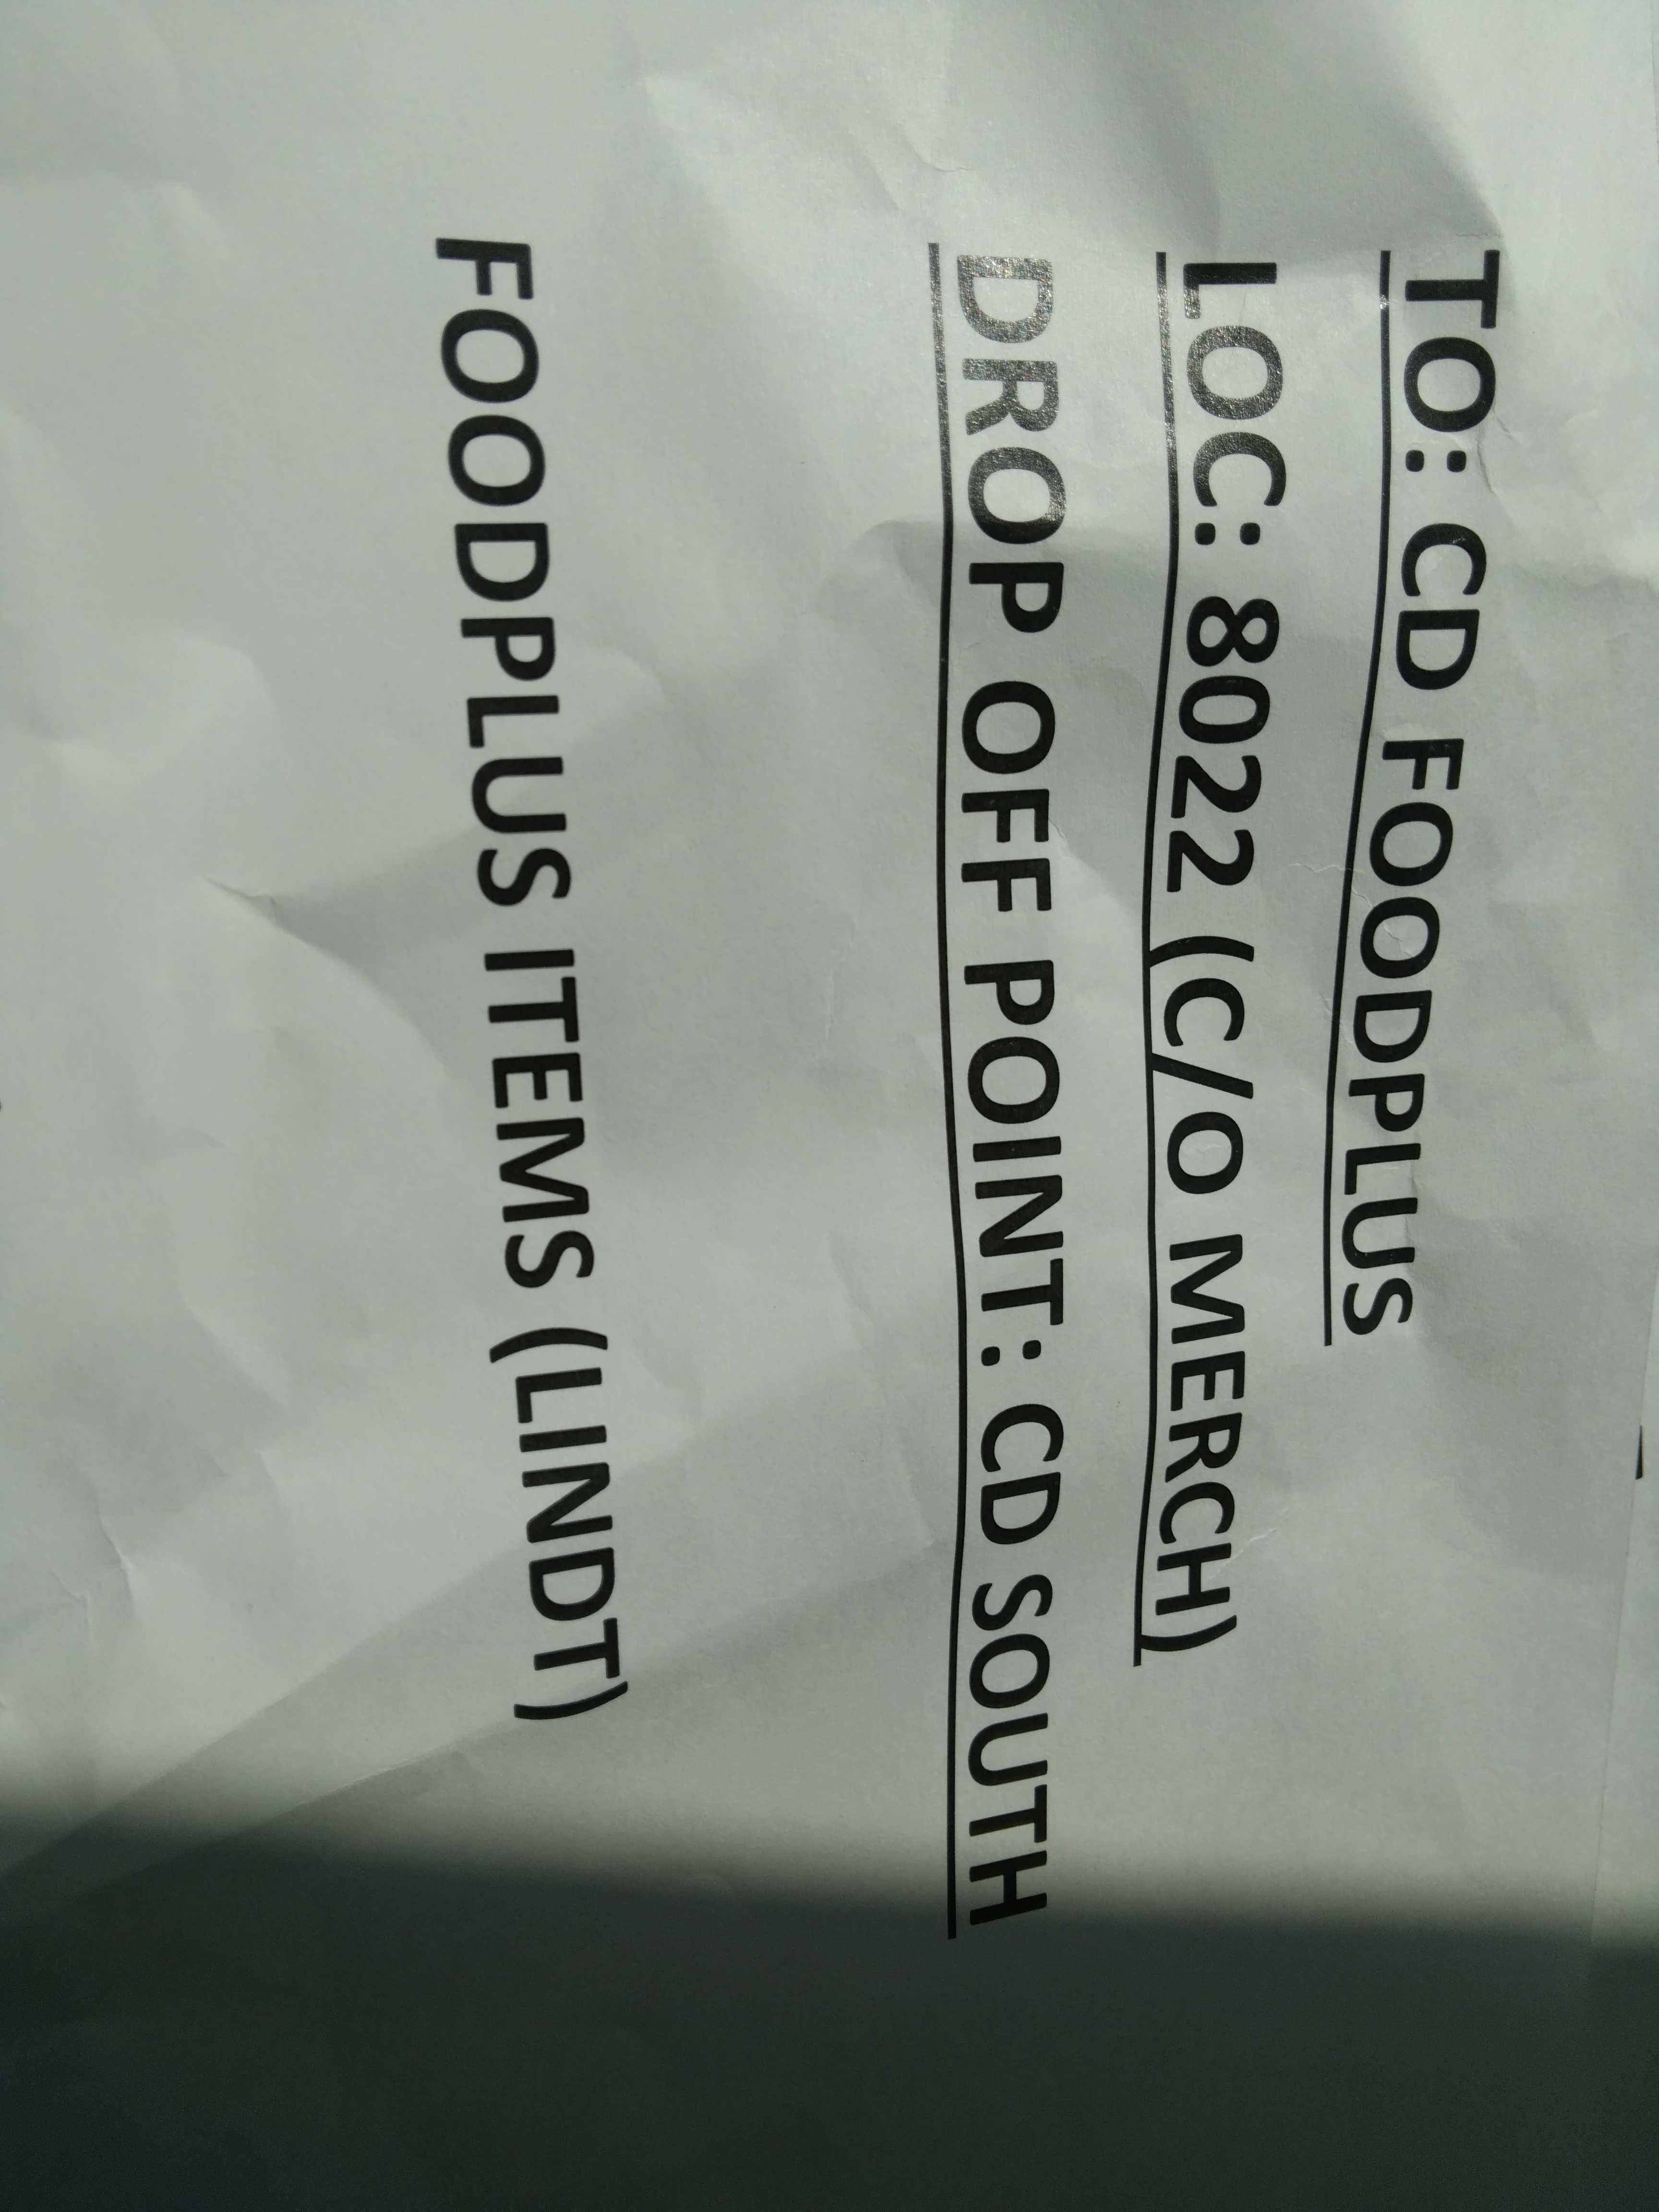 TO: CD FOODPLUS
LOC: 8022 (C/O MERCH)
DROP OFF POINT: CD SOUTH
FOODPLUS ITEMS (LINDT)